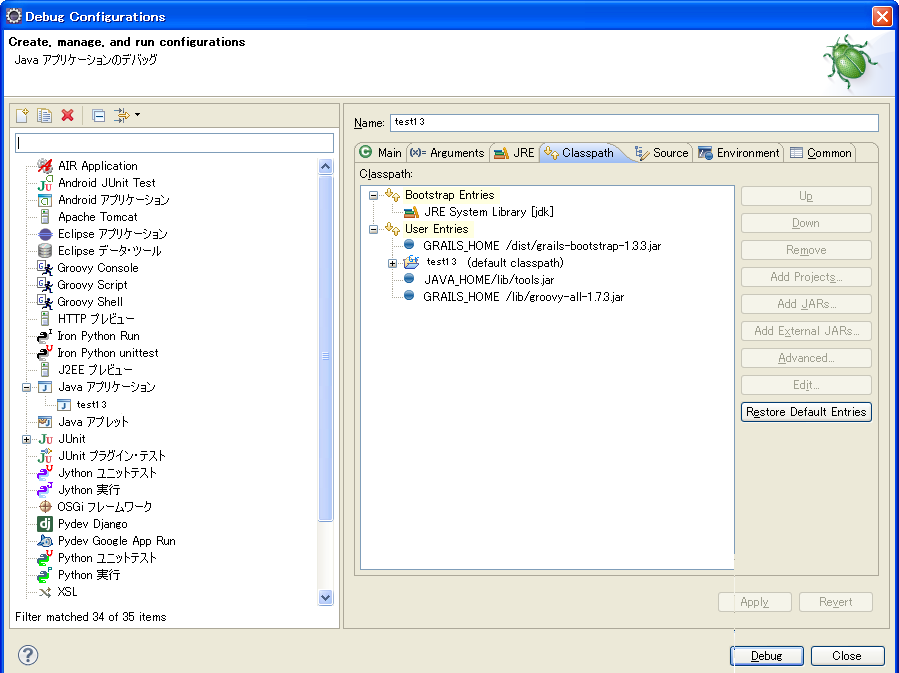 Debug Configurations
Create, manage, and run configurations
Java アプリケーションのデバッグ
AIR Application
Android JUnit Test
Android アプリケーション
Apache Tomcat
Eclipse アプリケーション
Eclipse データ・ツール
Groovy Console
Groovy Script
Groovy Shell
HTTP プレビュー
Iron Python Run
Iron Python unittest
J2EE プレビュー
Java アプリケーション
test13
Java アプレット
JUnit
JUnit プラグイン・テスト
Jython ユニットテスト
Jython 実行
OSGi フレームワーク
Pydev Django
Pydev Google App Run
Python ユニットテスト
Python 実行
XSL
Filter matched 34 of 35 items
Name: test13
Main (x)= Arguments JRE Classpath Source Environment Common
Classpath:
Bootstrap Entries
JRE System Library [jdk]
User Entries
GRAILS_HOME /dist/grails-bootstrap-1.3.3.jar
test13 (default classpath)
JAVA_HOME/lib/tools.jar
GRAILS_HOME /lib/groovy-all-1.7.3.jar
Up
Down
Remove
Add Projects...
Add JARs...
Add External JARs...
Advanced...
Edit...
Restore Default Entries
Apply Revert
Debug Close